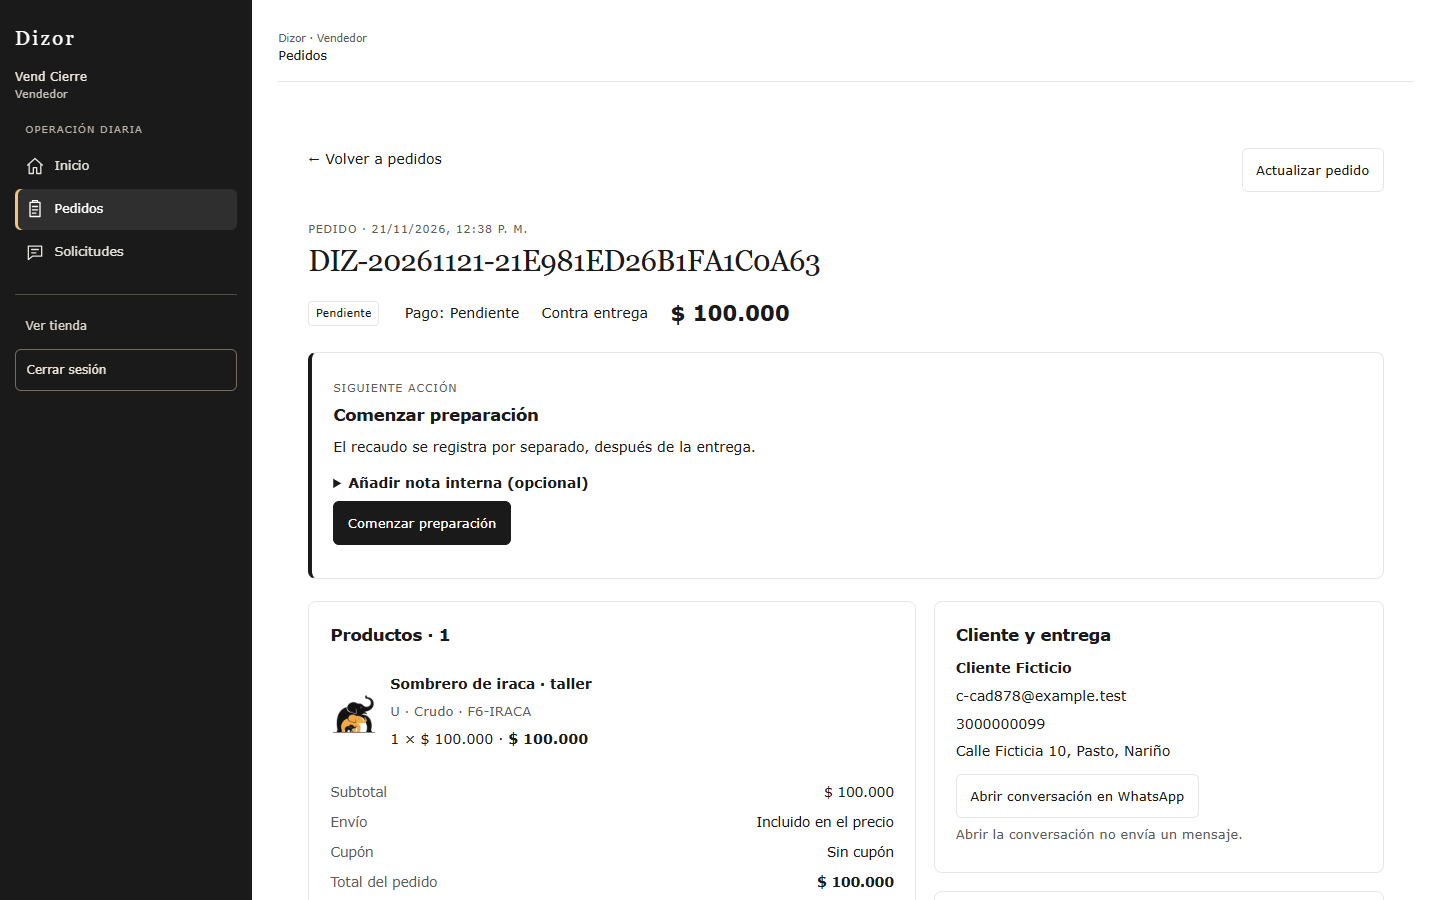 Dizor
Vend Cierre
Vendedor
OPERACIÓN DIARIA
Inicio
Pedidos
Solicitudes
Ver tienda
Cerrar sesión
Dizor · Vendedor
Pedidos
← Volver a pedidos
Actualizar pedido
PEDIDO · 21/11/2026, 12:38 P. M.
DIZ-20261121-21E981ED26B1FA1C0A63
Pendiente
Pago: Pendiente
Contra entrega
$ 100.000
SIGUIENTE ACCIÓN
Comenzar preparación
El recaudo se registra por separado, después de la entrega.
▶ Añadir nota interna (opcional)
Comenzar preparación
Productos · 1
Sombrero de iraca · taller
U · Crudo · F6-IRACA
1 × $ 100.000 · $ 100.000
Subtotal $ 100.000
Envío Incluido en el precio
Cupón Sin cupón
Total del pedido $ 100.000
Cliente y entrega
Cliente Ficticio
c-cad878@example.test
3000000099
Calle Ficticia 10, Pasto, Nariño
Abrir conversación en WhatsApp
Abrir la conversación no envía un mensaje.